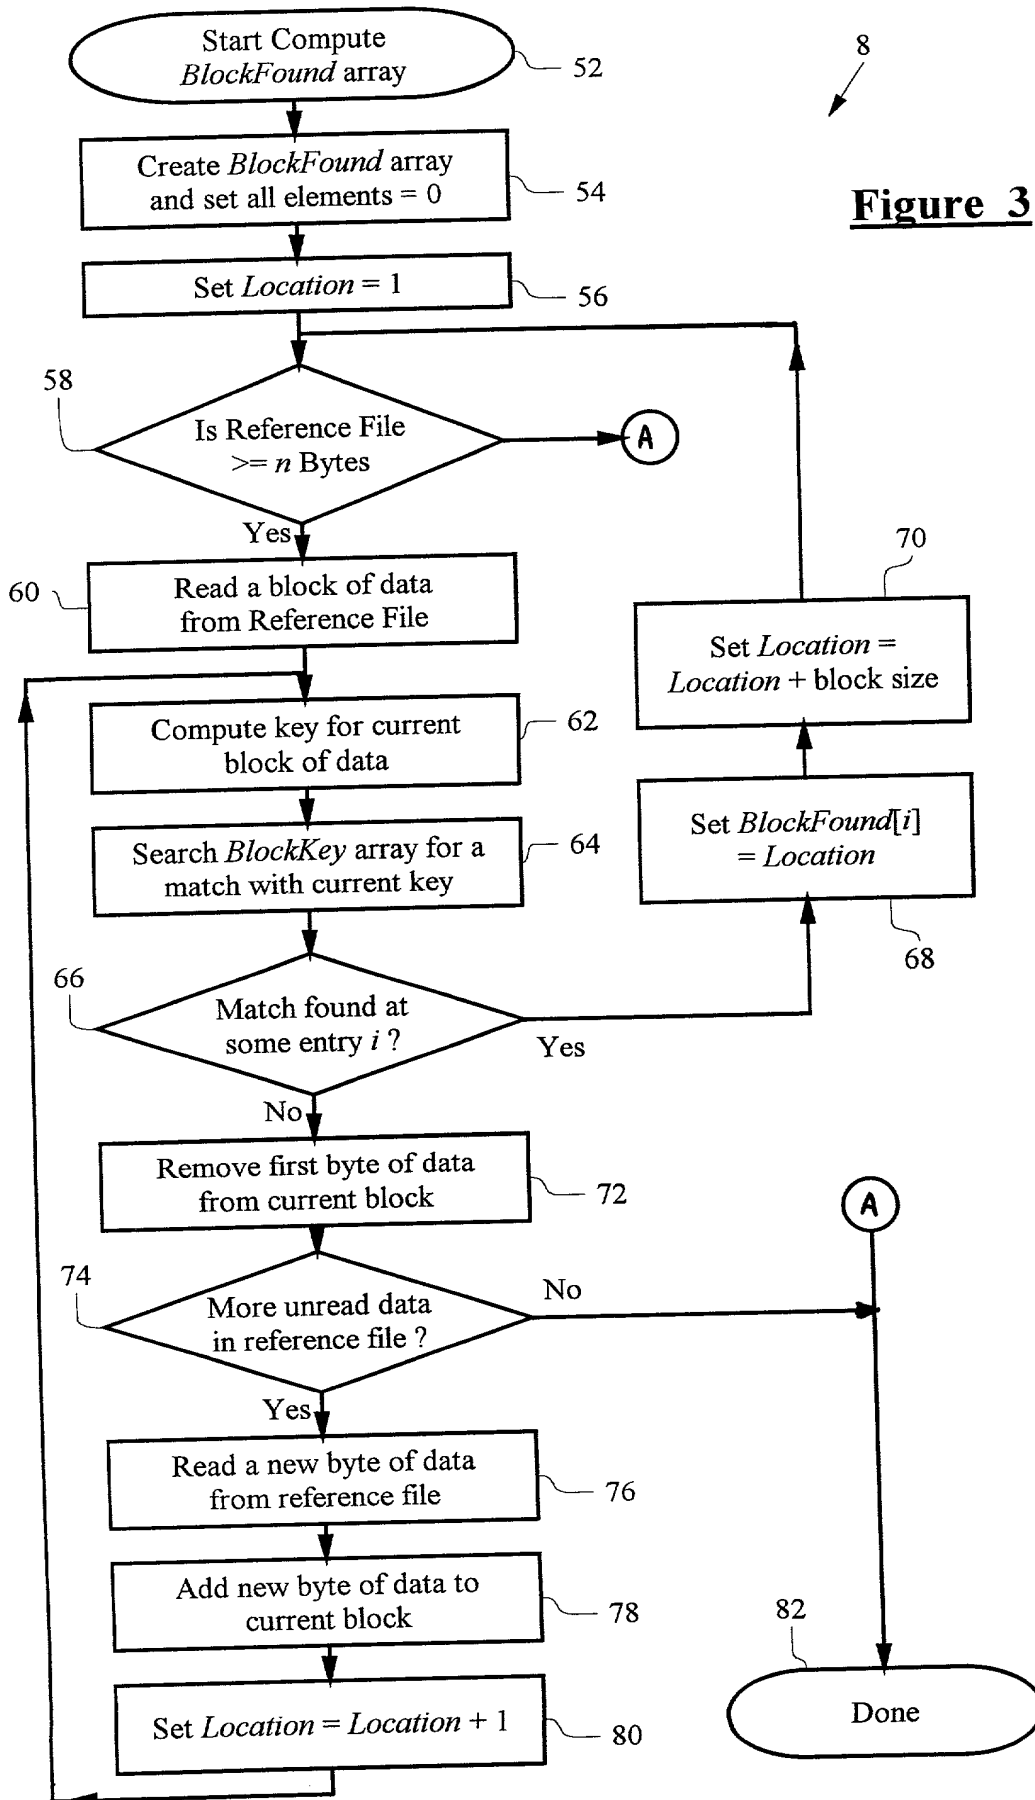 Start Compute
BlockFound array
52
8
Create BlockFound array
and set all elements = 0
54
Figure 3
Set Location = 1
56
58
Is Reference File
>= n Bytes
A
Yes
60
Read a block of data
from Reference File
70
Set Location =
Location + block size
Compute key for current
block of data
62
Search BlockKey array for a
match with current key
64
Set BlockFound[i]
= Location
68
66
Match found at
some entry i ?
Yes
No
Remove first byte of data
from current block
72
A
74
More unread data
in reference file ?
No
Yes
Read a new byte of data
from reference file
76
Add new byte of data to
current block
78
Set Location = Location + 1
80
82
Done